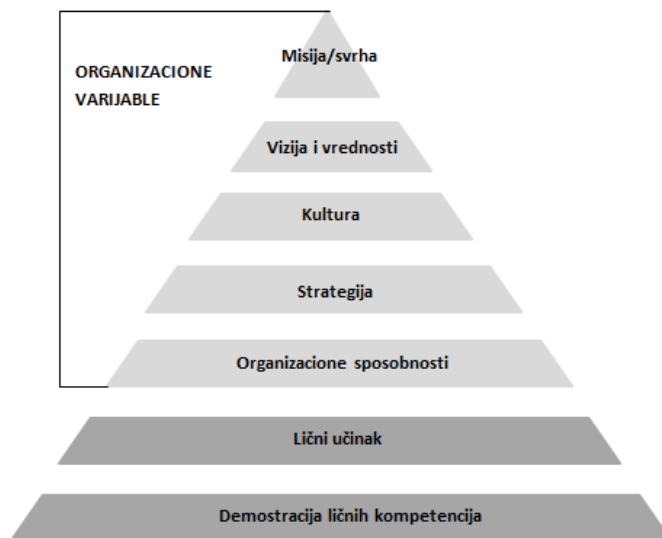 Misija/svrha
ORGANIZACIONE
VARIJABLE
Vizija i vrednosti
Kultura
Strategija
Organizacione sposobnosti
Lični učinak
Demostracija ličnih kompetencija